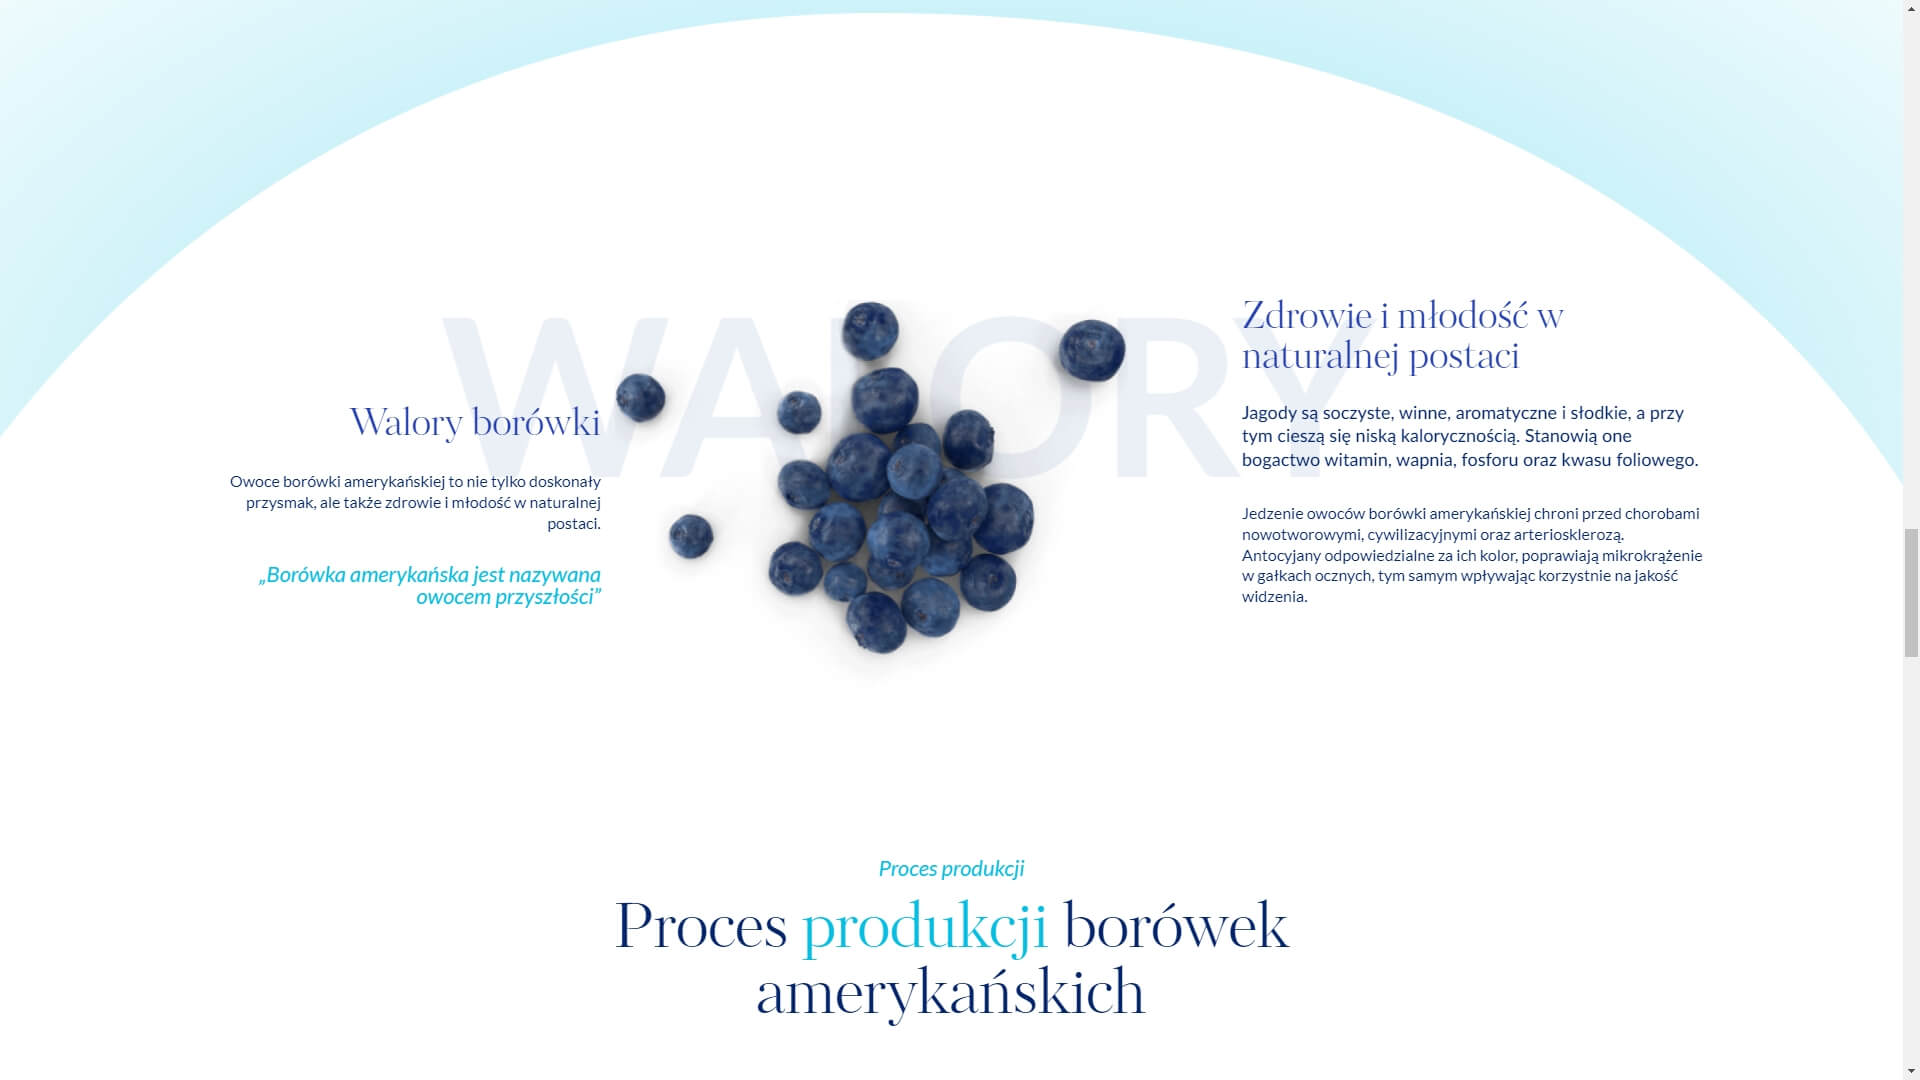 WALORY
Walory borówki
Owoce borówki amerykańskiej to nie tylko doskonały
przysmak, ale także zdrowie i młodość w naturalnej
postaci.
„Borówka amerykańska jest nazywana
owocem przyszłości”
Zdrowie i młodość w
naturalnej postaci
Jagody są soczyste, winne, aromatyczne i słodkie, a przy
tym cieszą się niską kalorycznością. Stanowią one
bogactwo witamin, wapnia, fosforu oraz kwasu foliowego.
Jedzenie owoców borówki amerykańskiej chroni przed chorobami
nowotworowymi, cywilizacyjnymi oraz arteriosklerozą.
Antocyjany odpowiedzialne za ich kolor, poprawiają mikrokrążenie
w gałkach ocznych, tym samym wpływając korzystnie na jakość
widzenia.
Proces produkcji
Proces produkcji borówek
amerykańskich